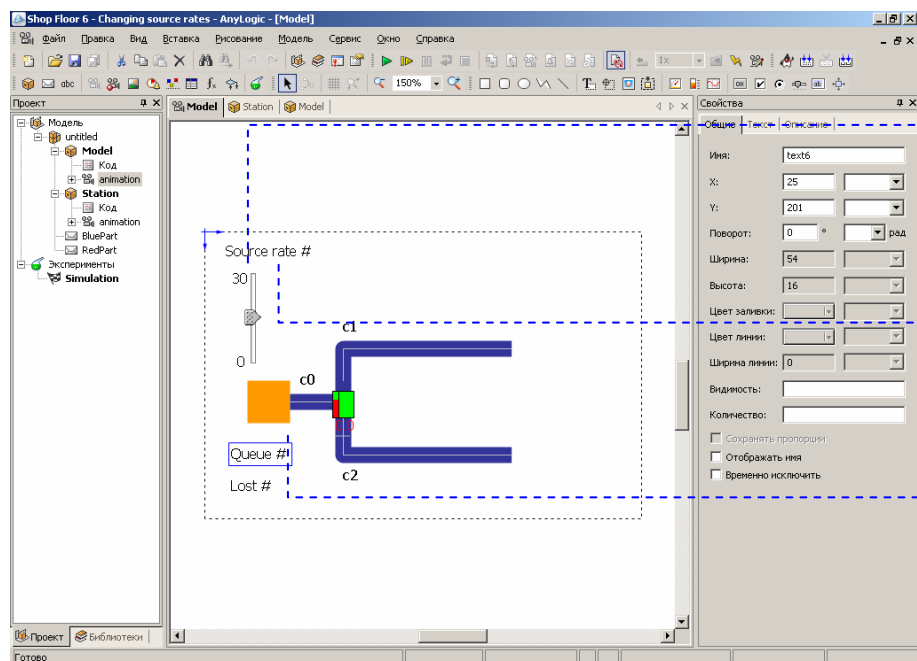 Shop Floor 6 - Changing source rates - AnyLogic - [Model]
Файл Правка Вид Вставка Рисование Модель Сервис Окно Справка
1x
abc 150%
Проект
Model Station Model
Свойства
Модель
untitled
Model
Код
animation
Station
Код
animation
BluePart
RedPart
Эксперименты
Simulation
Source rate #
30
0
c1
c0
Queue #
c2
Lost #
Общие Текст Описание
Имя: text6
X: 25
Y: 201
Поворот: 0 ° рад
Ширина: 54
Высота: 16
Цвет заливки:
Цвет линии:
Ширина линии: 0
Видимость:
Количество:
Сохранять пропорции
Отображать имя
Временно исключить
Проект Библиотеки
Готово